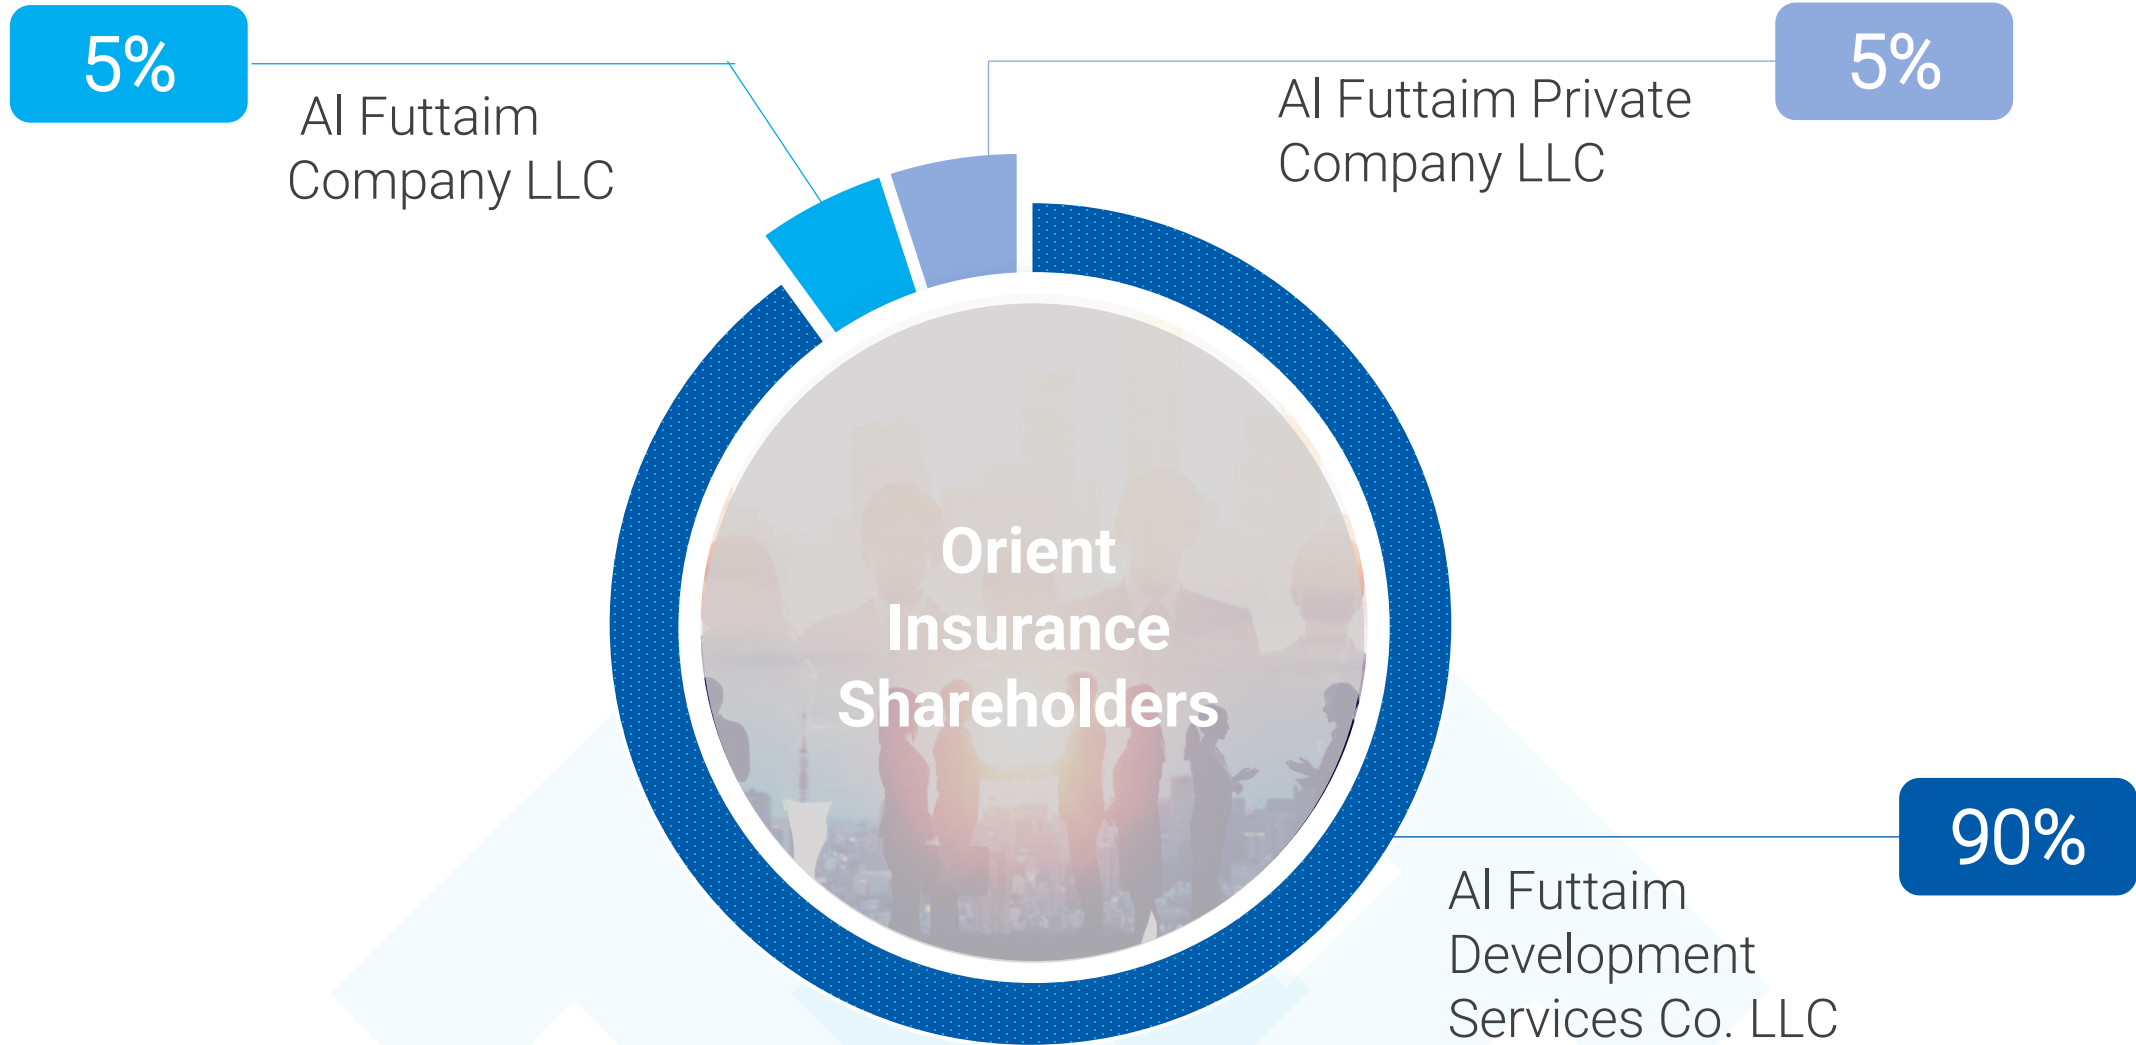 5%
Al Futtaim
Company LLC
5%
Al Futtaim Private
Company LLC
Orient
Insurance
Shareholders
90%
Al Futtaim
Development
Services Co. LLC